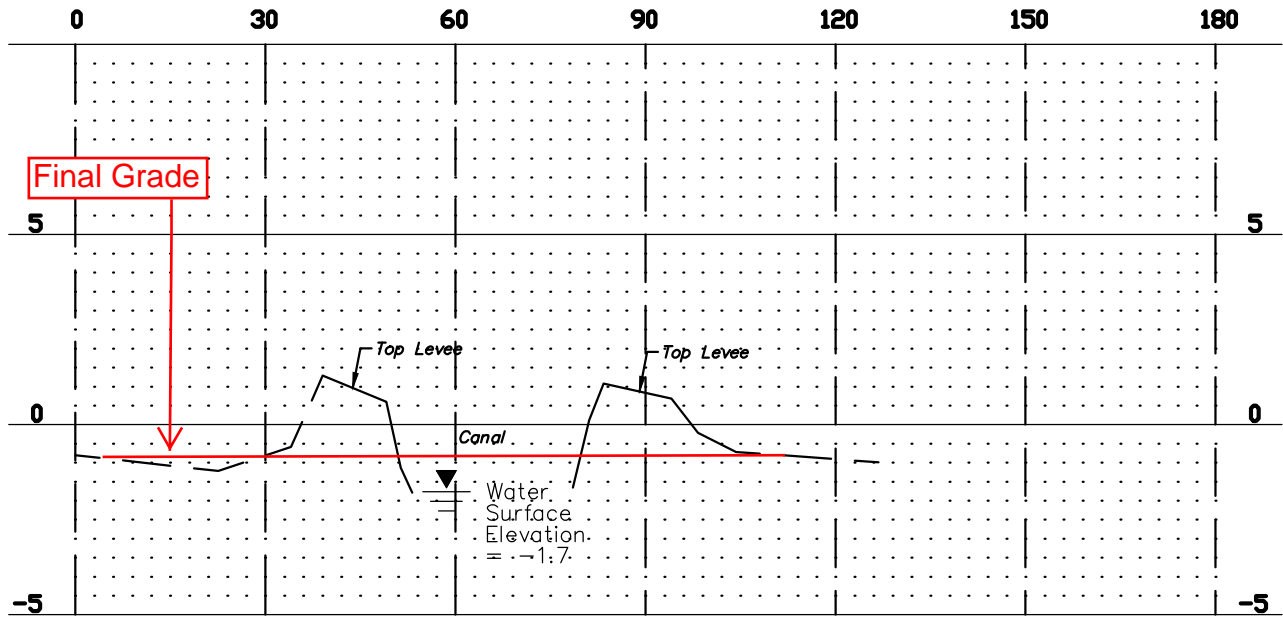 0 30 60 90 120 150 180
Final Grade
5 5
Top Levee Top Levee
0 0
Canal
Water
Surface
Elevation
= -1.7
-5 -5